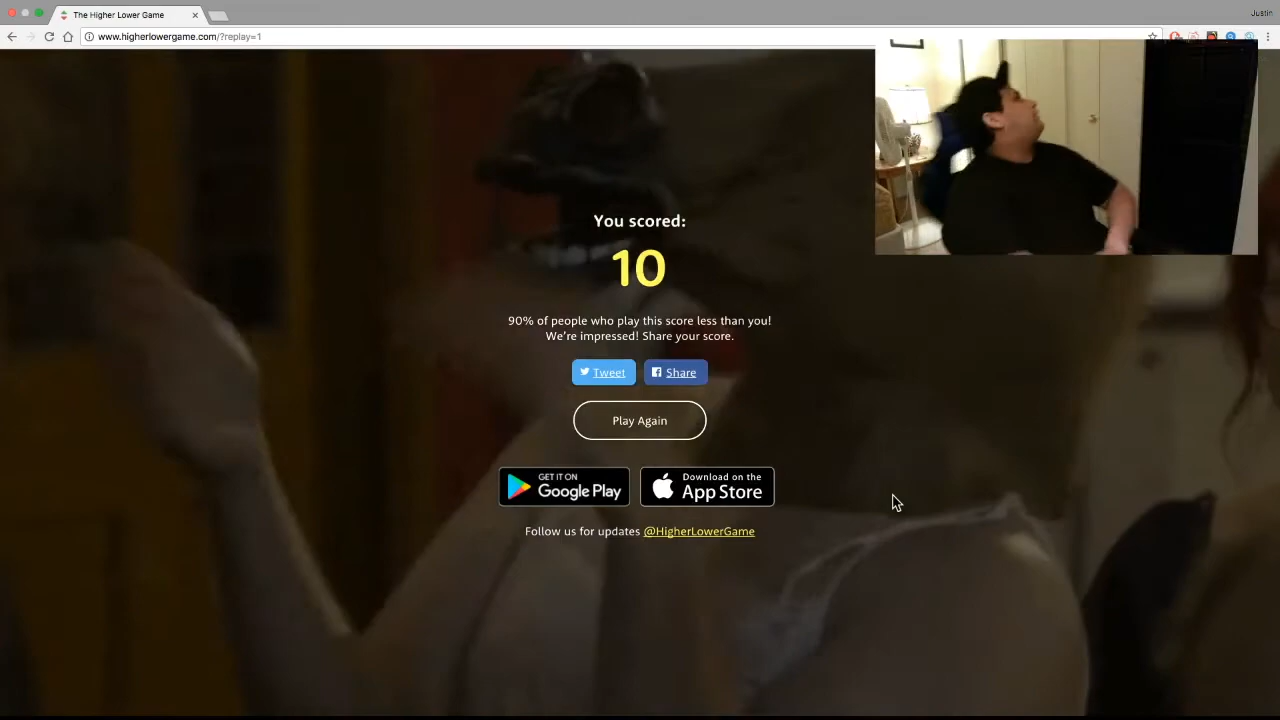 The Higher Lower Game
Justin
www.higherlowergame.com/?replay=1
You scored:
10
90% of people who play this score less than you!
We're impressed! Share your score.
Tweet
Share
Play Again
GET IT ON
Google Play
Download on the
App Store
Follow us for updates @HigherLowerGame